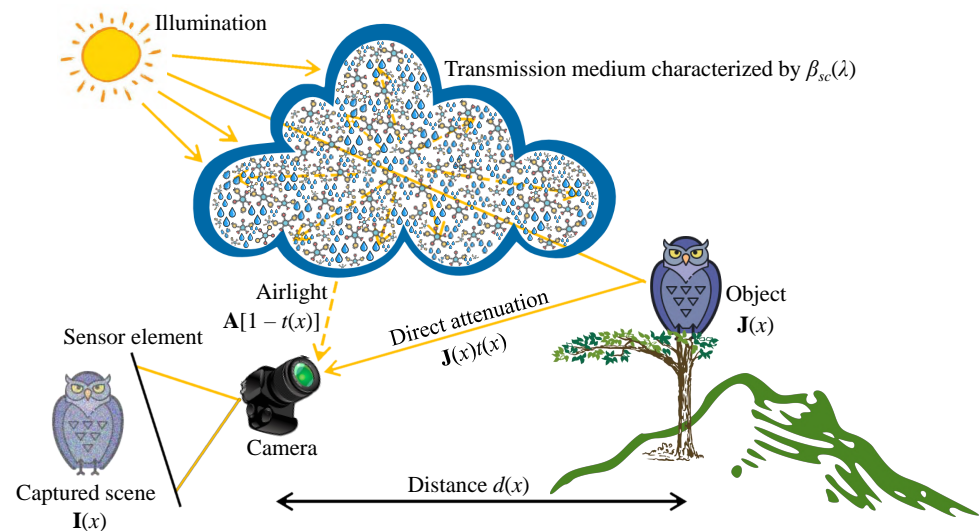 Illumination
Transmission medium characterized by βsc(λ)
Airlight
A[1 − t(x)]
Direct attenuation
J(x)t(x)
Object
J(x)
Sensor element
Camera
Captured scene
I(x)
Distance d(x)